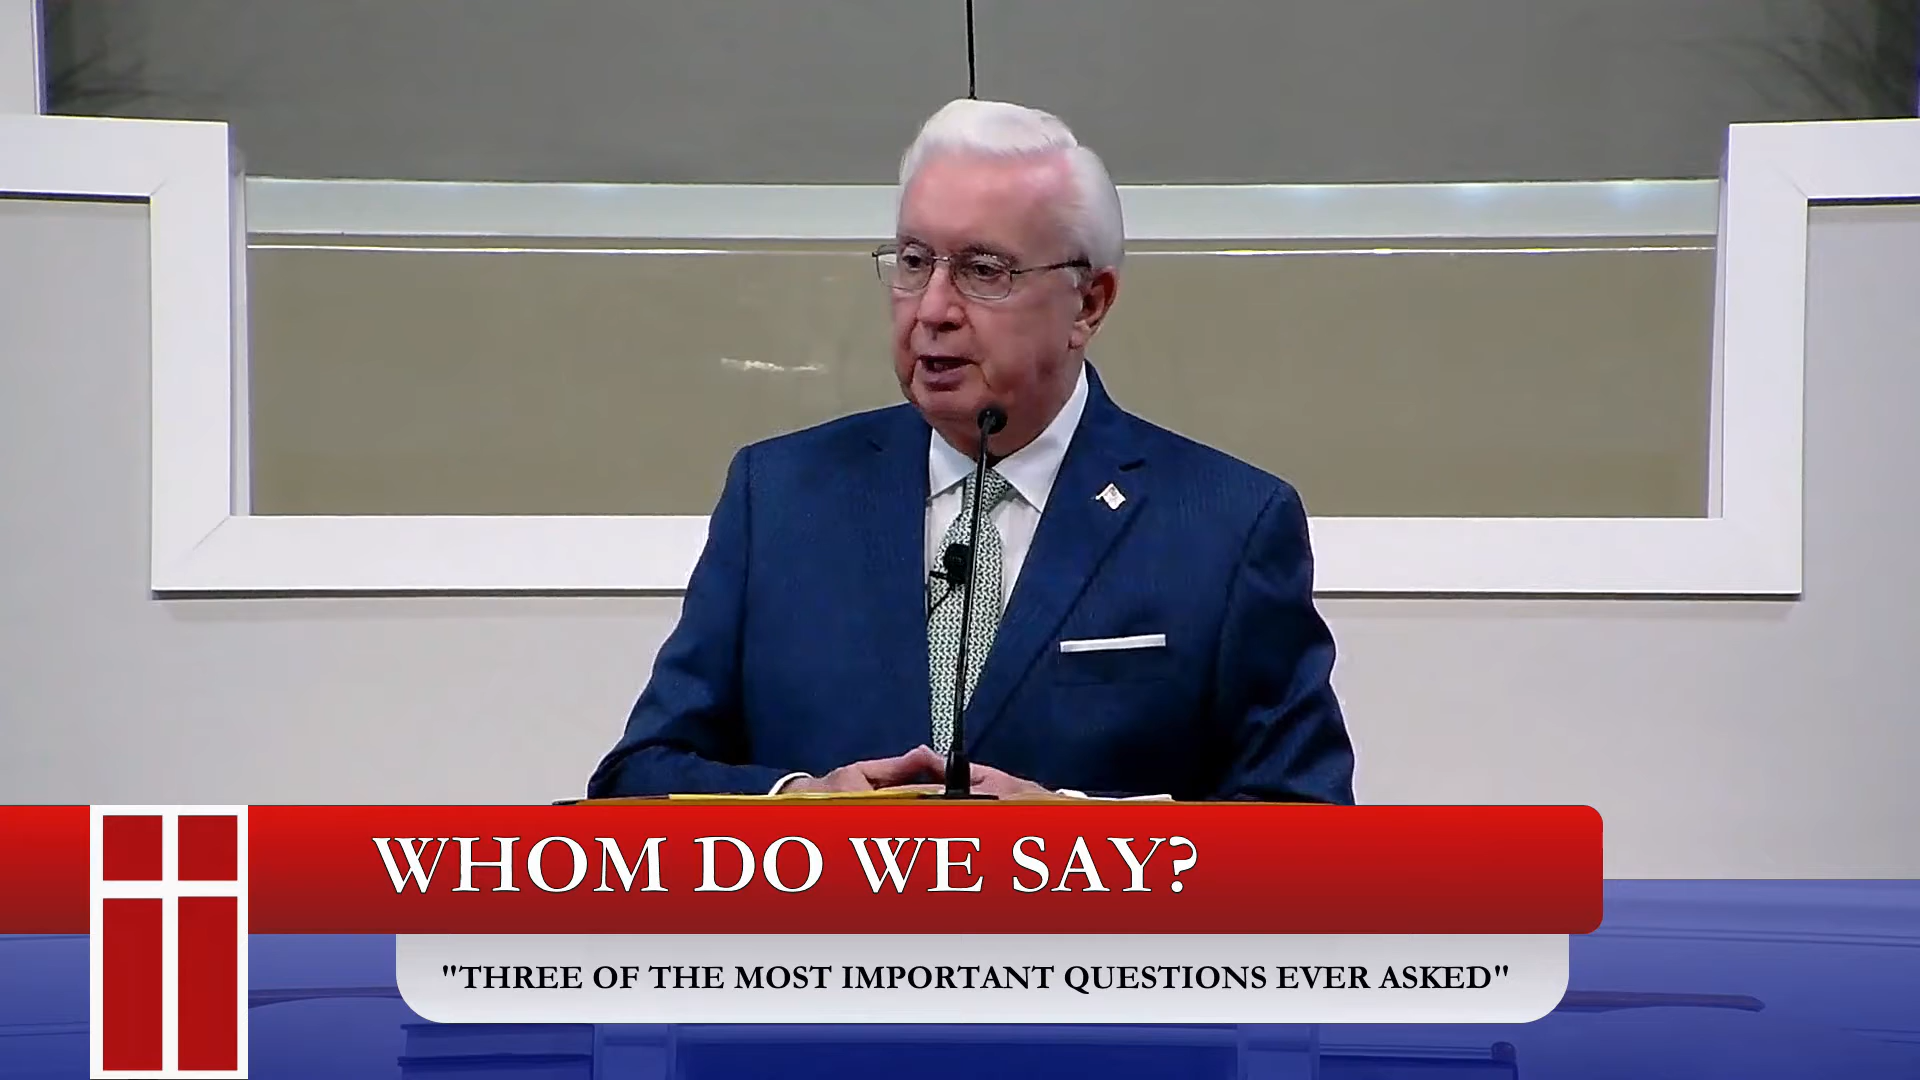 WHOM DO WE SAY?
"THREE OF THE MOST IMPORTANT QUESTIONS EVER ASKED"